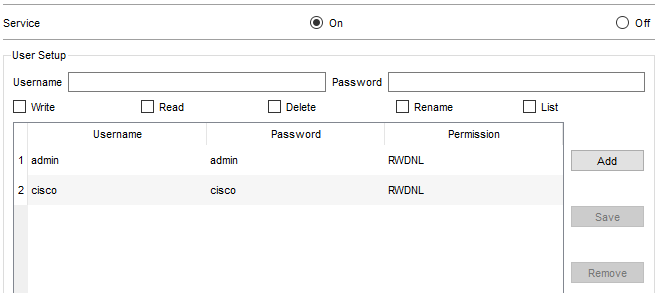 Service On Off
User Setup
Username Password
Write Read Delete Rename List
Username Password Permission
1 admin admin RWDNL
Add
2 cisco cisco RWDNL
Save
Remove